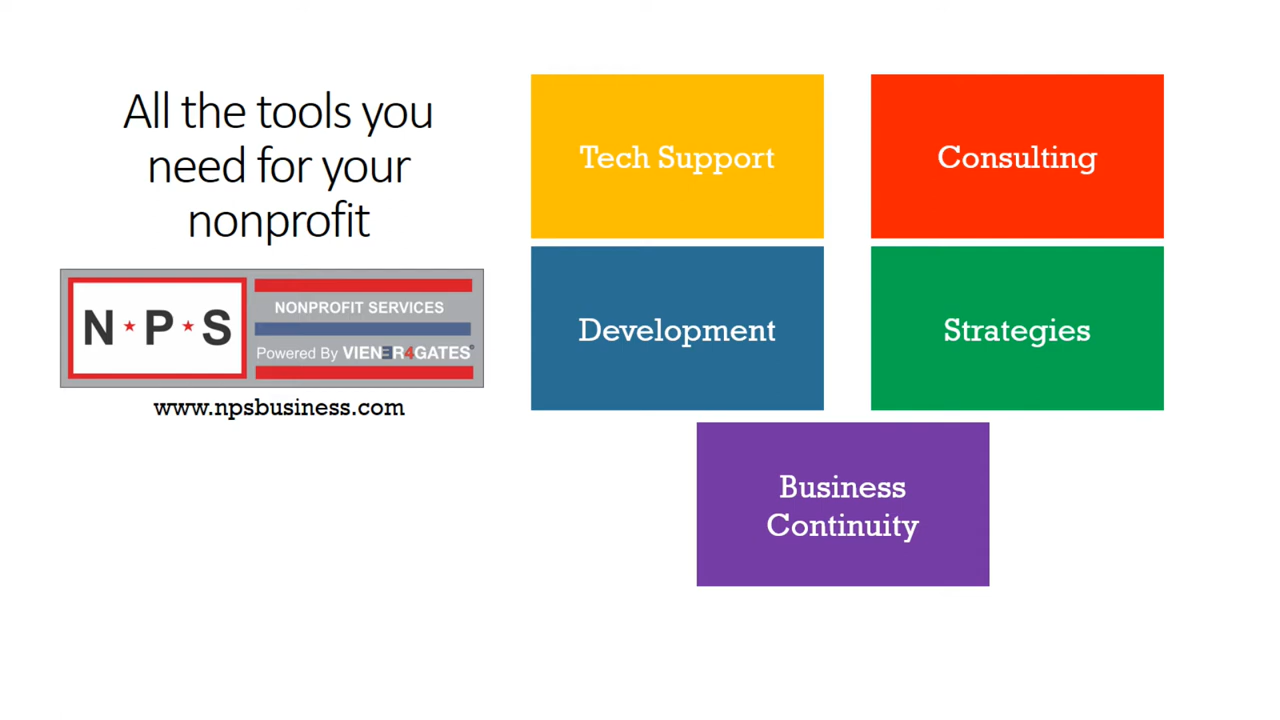 All the tools you
need for your
nonprofit
N★P★S
NONPROFIT SERVICES
Powered By VIENER4GATES
www.npsbusiness.com
Tech Support
Consulting
Development
Strategies
Business
Continuity